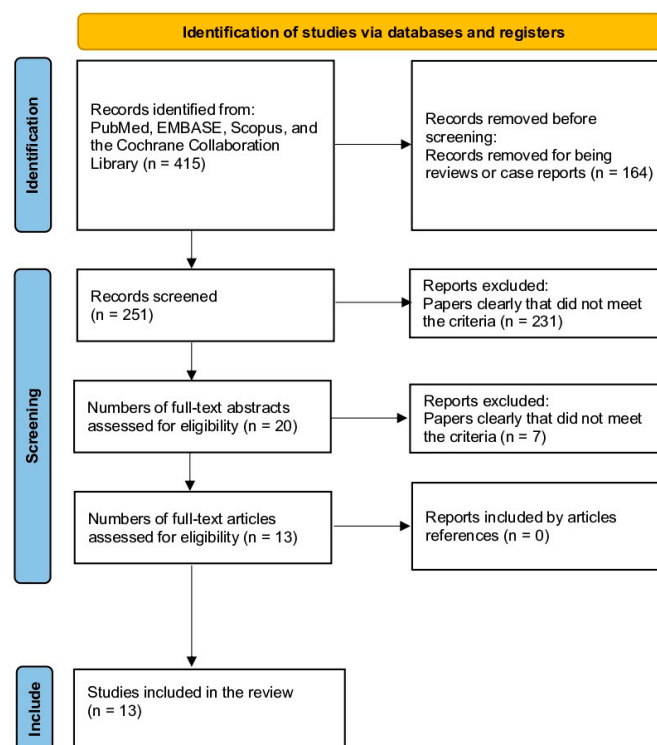 Identification of studies via databases and registers
Identification
Records identified from:
PubMed, EMBASE, Scopus, and
the Cochrane Collaboration
Library (n = 415)
Records removed before
screening:
Records removed for being
reviews or case reports (n = 164)
Screening
Records screened
(n = 251)
Reports excluded:
Papers clearly that did not meet
the criteria (n = 231)
Numbers of full-text abstracts
assessed for eligibility (n = 20)
Reports excluded:
Papers clearly that did not meet
the criteria (n = 7)
Numbers of full-text articles
assessed for eligibility (n = 13)
Reports included by articles
references (n = 0)
Include
Studies included in the review
(n = 13)